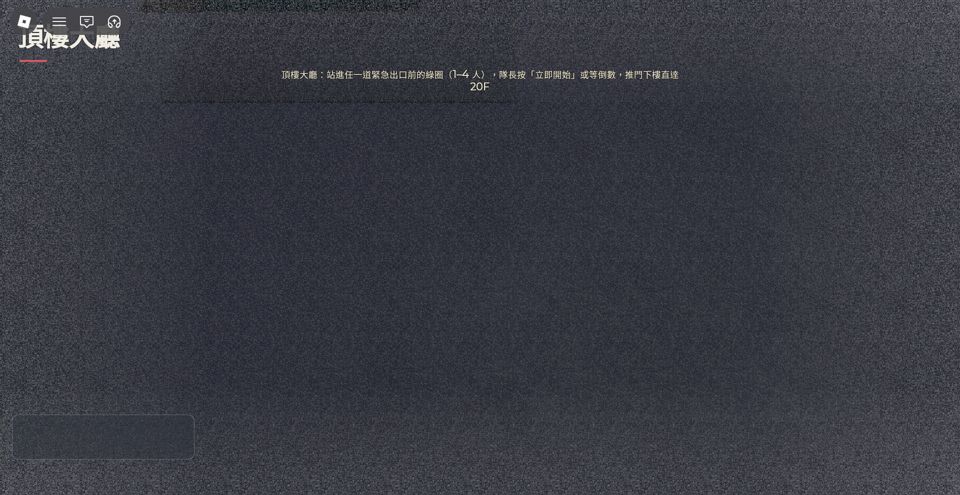 頂樓大廳
頂樓大廳：站進任一道緊急出口前的綠圈（1–4 人），隊長按「立即開始」或等倒數，推門下樓直達
20F